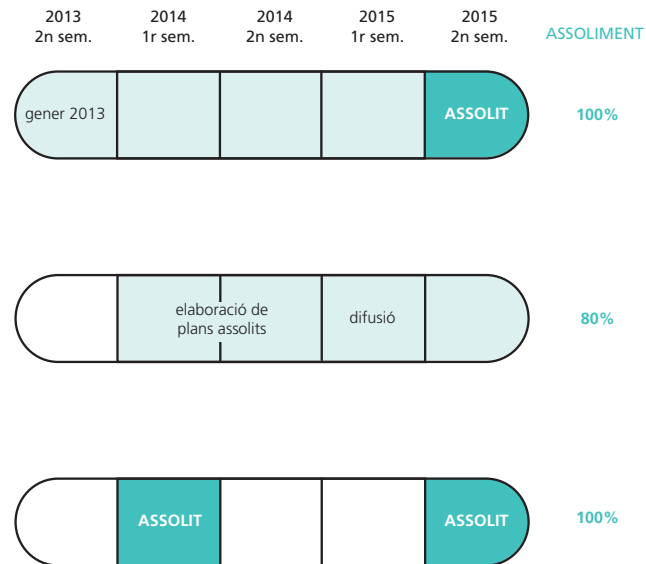 2013 2014 2014 2015 2015
2n sem. 1r sem. 2n sem. 1r sem. 2n sem. ASSOLIMENT
gener 2013 ASSOLIT 100%
elaboració de
plans assolits difusió 80%
ASSOLIT ASSOLIT 100%